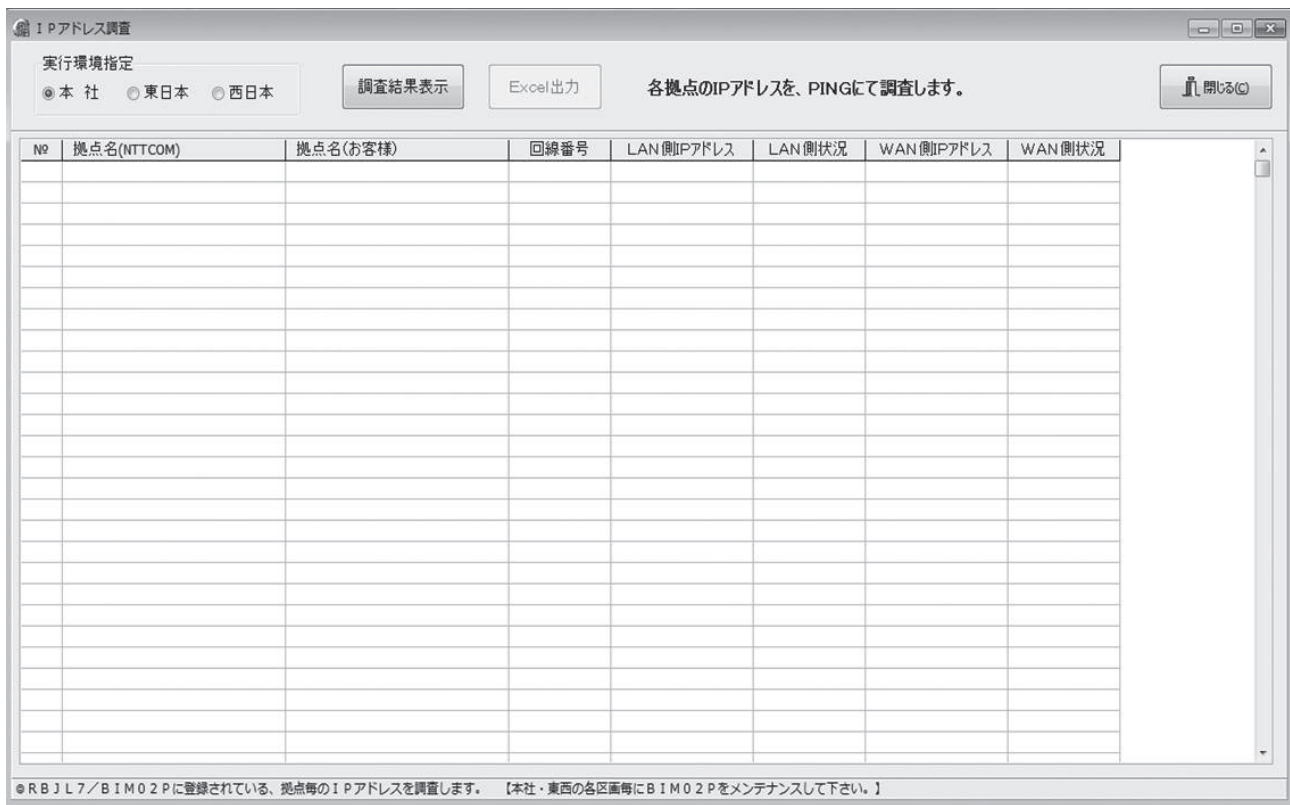 IPアドレス調査
実行環境指定
本 社 東日本 西日本
調査結果表示
Excel出力
各拠点のIPアドレスを、PINGにて調査します。
閉じる(C)
№ 拠点名(NTTCOM) 拠点名(お客様) 回線番号 LAN側IPアドレス LAN側状況 WAN側IPアドレス WAN側状況
◎RBJL7/BIM02Pに登録されている、拠点毎のIPアドレスを調査します。 【本社・東西の各区画毎にBIM02Pをメンテナンスして下さい。】